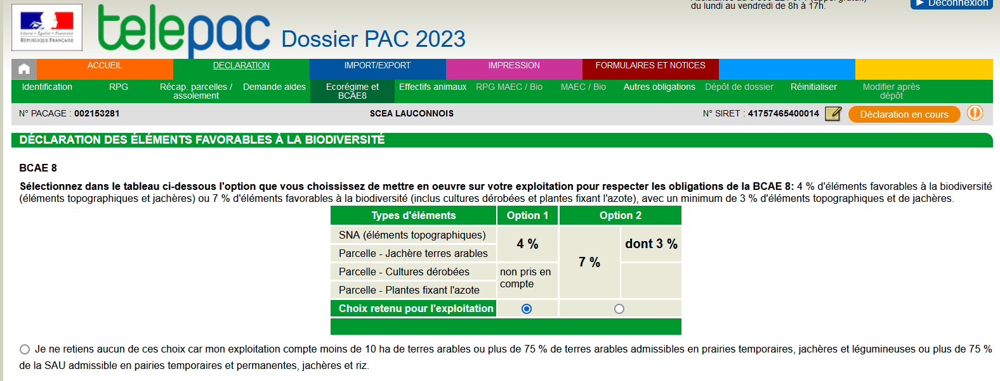 Assistance au 0 800 221 371 (appel gratuit)
du lundi au vendredi de 8h à 17h.
Déconnexion
Liberté • Égalité • Fraternité
RÉPUBLIQUE FRANÇAISE
telepac Dossier PAC 2023
ACCUEIL DECLARATION IMPORT/EXPORT IMPRESSION FORMULAIRES ET NOTICES
Identification RPG Récap. parcelles / assolement Demande aides Ecorégime et BCAE8 Effectifs animaux RPG MAEC / Bio MAEC / Bio Autres obligations Dépôt de dossier Réinitialiser Modifier après dépôt
N° PACAGE : 002153281 SCEA LAUCONNOIS N° SIRET : 41757465400014 Déclaration en cours
DÉCLARATION DES ÉLÉMENTS FAVORABLES À LA BIODIVERSITÉ
BCAE 8
Sélectionnez dans le tableau ci-dessous l'option que vous choississez de mettre en oeuvre sur votre exploitation pour respecter les obligations de la BCAE 8: 4 % d'éléments favorables à la biodiversité
(éléments topographiques et jachères) ou 7 % d'éléments favorables à la biodiversité (inclus cultures dérobées et plantes fixant l'azote), avec un minimum de 3 % d'éléments topographiques et de jachères.
Types d'éléments Option 1 Option 2
SNA (éléments topographiques)
4 % dont 3 %
Parcelle - Jachère terres arables
7 %
Parcelle - Cultures dérobées non pris en
compte
Parcelle - Plantes fixant l'azote
Choix retenu pour l'exploitation
Je ne retiens aucun de ces choix car mon exploitation compte moins de 10 ha de terres arables ou plus de 75 % de terres arables admissibles en prairies temporaires, jachères et légumineuses ou plus de 75 %
de la SAU admissible en pairies temporaires et permanentes, jachères et riz.